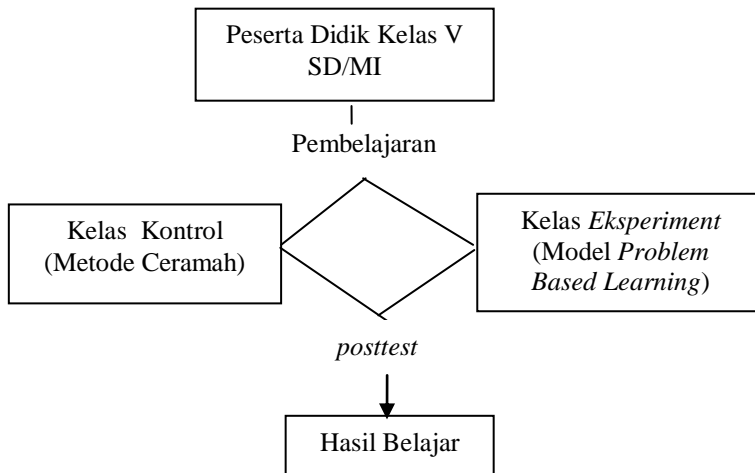 Peserta Didik Kelas V
SD/MI
Pembelajaran
Kelas Kontrol
(Metode Ceramah)
Kelas Eksperiment
(Model Problem
Based Learning)
posttest
Hasil Belajar